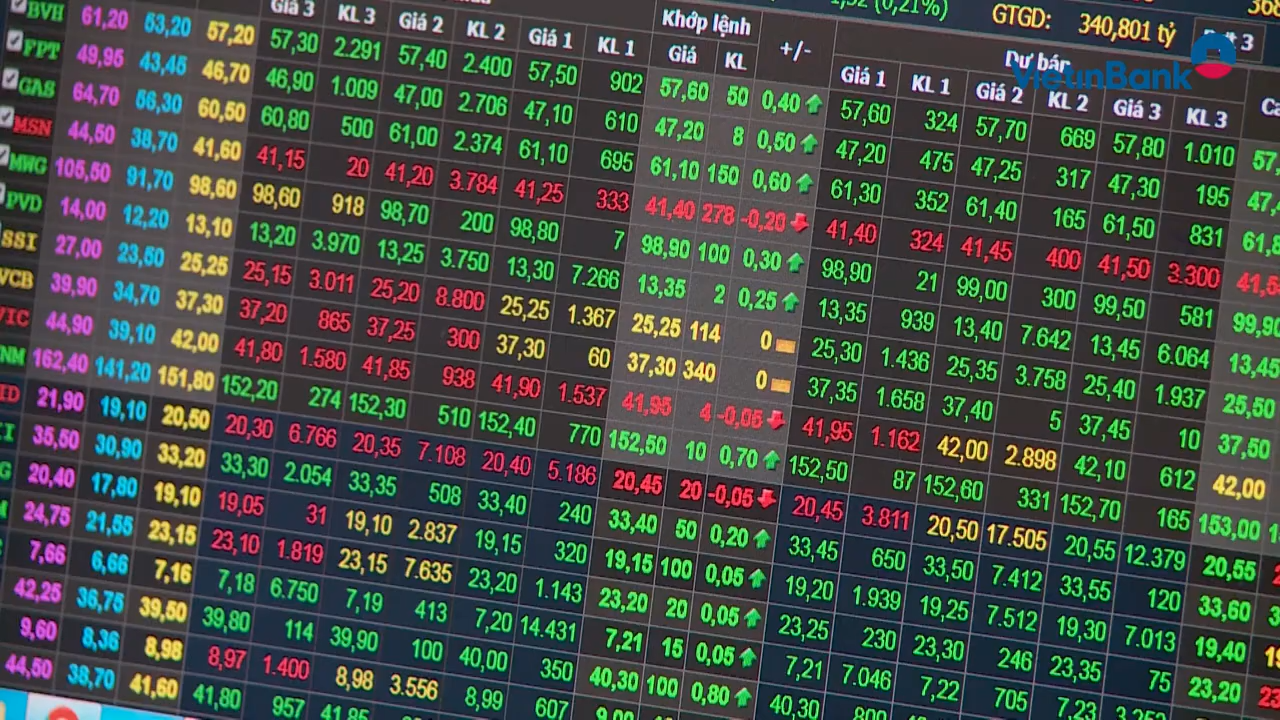 GTGD: 340,801 tỷ
VietinBank
Khớp lệnh
Dư bán
Giá 3 KL 3 Giá 2 KL 2 Giá 1 KL 1 Giá KL +/- Giá 1 KL 1 Giá 2 KL 2 Giá 3 KL 3
BVH 61,20 53,20 57,20 57,30 2.291 57,40 2.400 57,50 902 57,60 50 0,40 57,60 324 57,70 669 57,80 1.010
FPT 49,95 43,45 46,70 46,90 1.009 47,00 2.706 47,10 610 47,20 8 0,50 47,20 475 47,25 317 47,30 195
GAS 64,70 56,30 60,50 60,80 500 61,00 2.374 61,10 695 61,10 150 0,60 61,30 352 61,40 165 61,50 831
MSN 44,50 38,70 41,60 41,15 20 41,20 3.784 41,25 333 41,40 278 -0,20 41,40 324 41,45 400 41,50 3.300
MWG 105,50 91,70 98,60 98,60 918 98,70 200 98,80 7 98,90 100 0,30 98,90 21 99,00 300 99,50 581 99,90
PVD 14,00 12,20 13,10 13,20 3.970 13,25 3.750 13,30 7.266 13,35 2 0,25 13,35 939 13,40 7.642 13,45 6.064 13,45
SSI 27,00 23,50 25,25 25,15 3.011 25,20 8.800 25,25 1.367 25,25 114 0 25,30 1.436 25,35 3.758 25,40 1.937 25,50
VCB 39,90 34,70 37,30 37,20 865 37,25 300 37,30 60 37,30 340 0 37,35 1.658 37,40 5 37,45 10 37,50
VIC 44,90 39,10 42,00 41,80 1.580 41,85 938 41,90 1.537 41,95 4 -0,05 41,95 1.162 42,00 2.898 42,10 612 42,00
162,40 141,20 151,80 152,20 274 152,30 510 152,40 770 152,50 10 0,70 152,50 87 152,60 331 152,70 165 153,00
21,90 19,10 20,50 20,30 6.766 20,35 7.108 20,40 5.186 20,45 20 -0,05 20,45 3.811 20,50 17.505 20,55 12.379 20,55
35,50 30,90 33,20 33,30 2.054 33,35 508 33,40 240 33,40 50 0,20 33,45 650 33,50 7.412 33,55 120 33,60
20,40 17,80 19,10 19,05 31 19,10 2.837 19,15 320 19,15 100 0,05 19,20 1.939 19,25 7.512 19,30 7.013 19,40
24,75 21,55 23,15 23,10 1.819 23,15 7.635 23,20 1.143 23,20 20 0,05 23,25 230 23,30 246 23,35 75 23,20
7,66 6,66 7,16 7,18 6.750 7,19 413 7,20 14.431 7,21 15 0,05 7,21 7.046 7,22 705 7,23
42,25 36,75 39,50 39,80 114 39,90 100 40,00 350 40,30 100 0,80 40,30
9,60 8,36 8,98 8,97 1.400 8,98 3.556 8,99 607
44,50 38,70 41,60 41,80 957